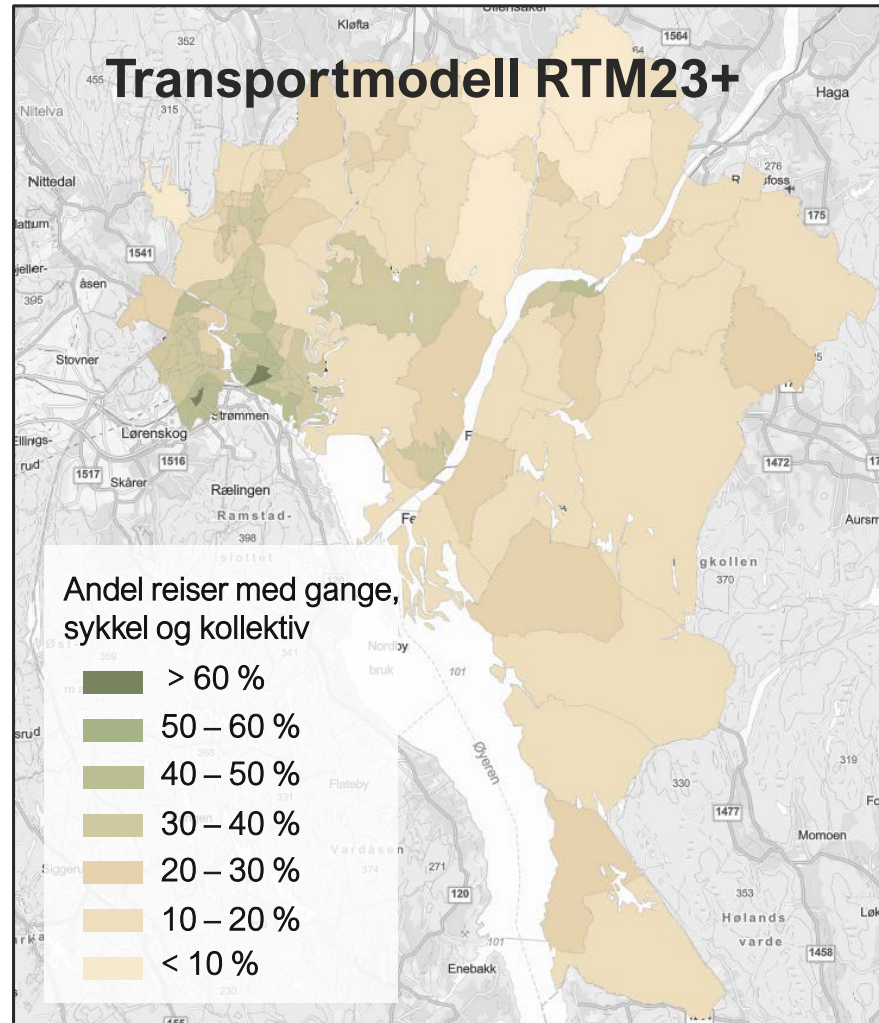 Kløfta
352
1564
Transportmodell RTM23+
455
315
Haga
Nitelva
276
Nittedal
175
1541
åsen
395
Stovner
Strømmen
Lørenskog
1516
1472
1517
Skårer
Rælingen
Ramstad-
slottet
398
Aursm
gkollen
370
Andel reiser med gange,
sykkel og kollektiv
Nordby
bruk
101
> 60 %
50 – 60 %
40 – 50 %
30 – 40 %
20 – 30 %
10 – 20 %
< 10 %
359
341
Øyeren
319
Flateby
330
1477
Momoen
Vardåsen
374
271
120
353
Hølands
varde
101
1458
Enebakk
230
155